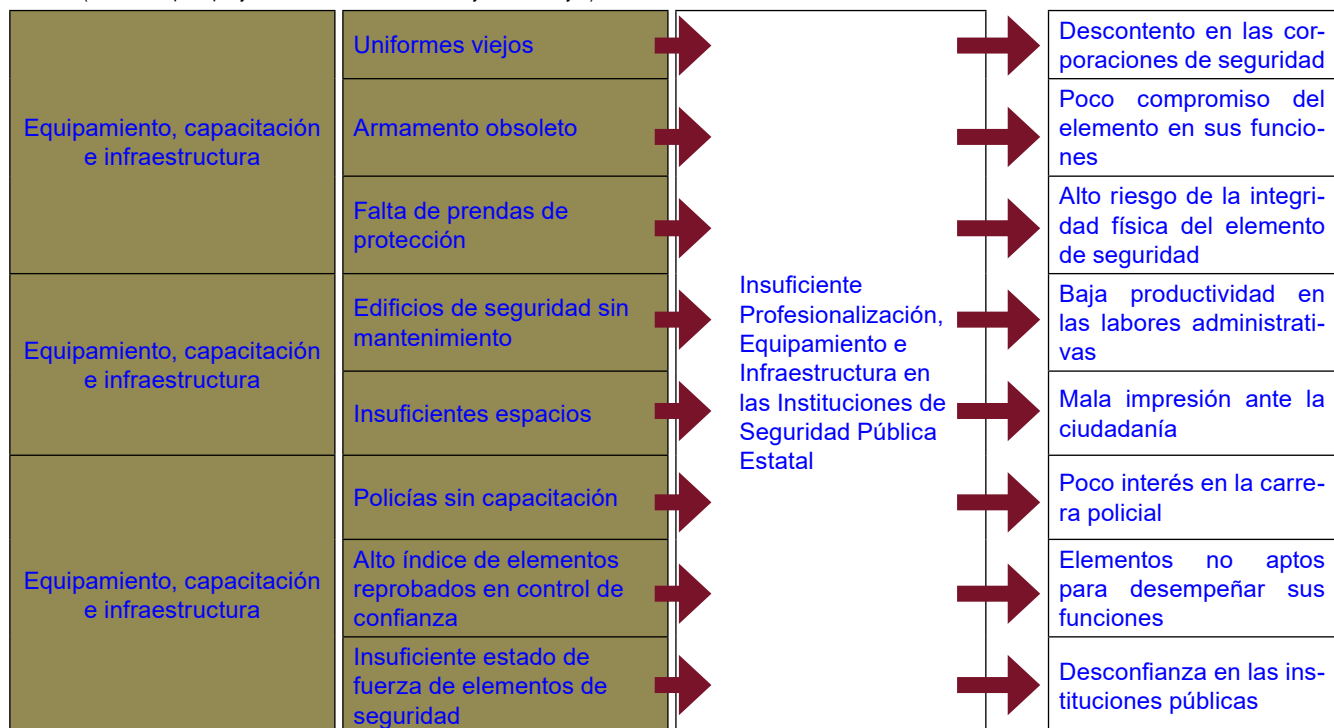 Uniformes viejos
Descontento en las cor-
poraciones de seguridad
Equipamiento, capacitación
e infraestructura
Armamento obsoleto
Poco compromiso del
elemento en sus funcio-
nes
Falta de prendas de
protección
Alto riesgo de la integri-
dad física del elemento
de seguridad
Insuficiente
Profesionalización,
Equipamiento e
Infraestructura en
las Instituciones de
Seguridad Pública
Estatal
Equipamiento, capacitación
e infraestructura
Edificios de seguridad sin
mantenimiento
Baja productividad en
las labores administrati-
vas
Insuficientes espacios
Mala impresión ante la
ciudadanía
Equipamiento, capacitación
e infraestructura
Policías sin capacitación
Poco interés en la carre-
ra policial
Alto índice de elementos
reprobados en control de
confianza
Elementos no aptos
para desempeñar sus
funciones
Insuficiente estado de
fuerza de elementos de
seguridad
Desconfianza en las ins-
tituciones públicas